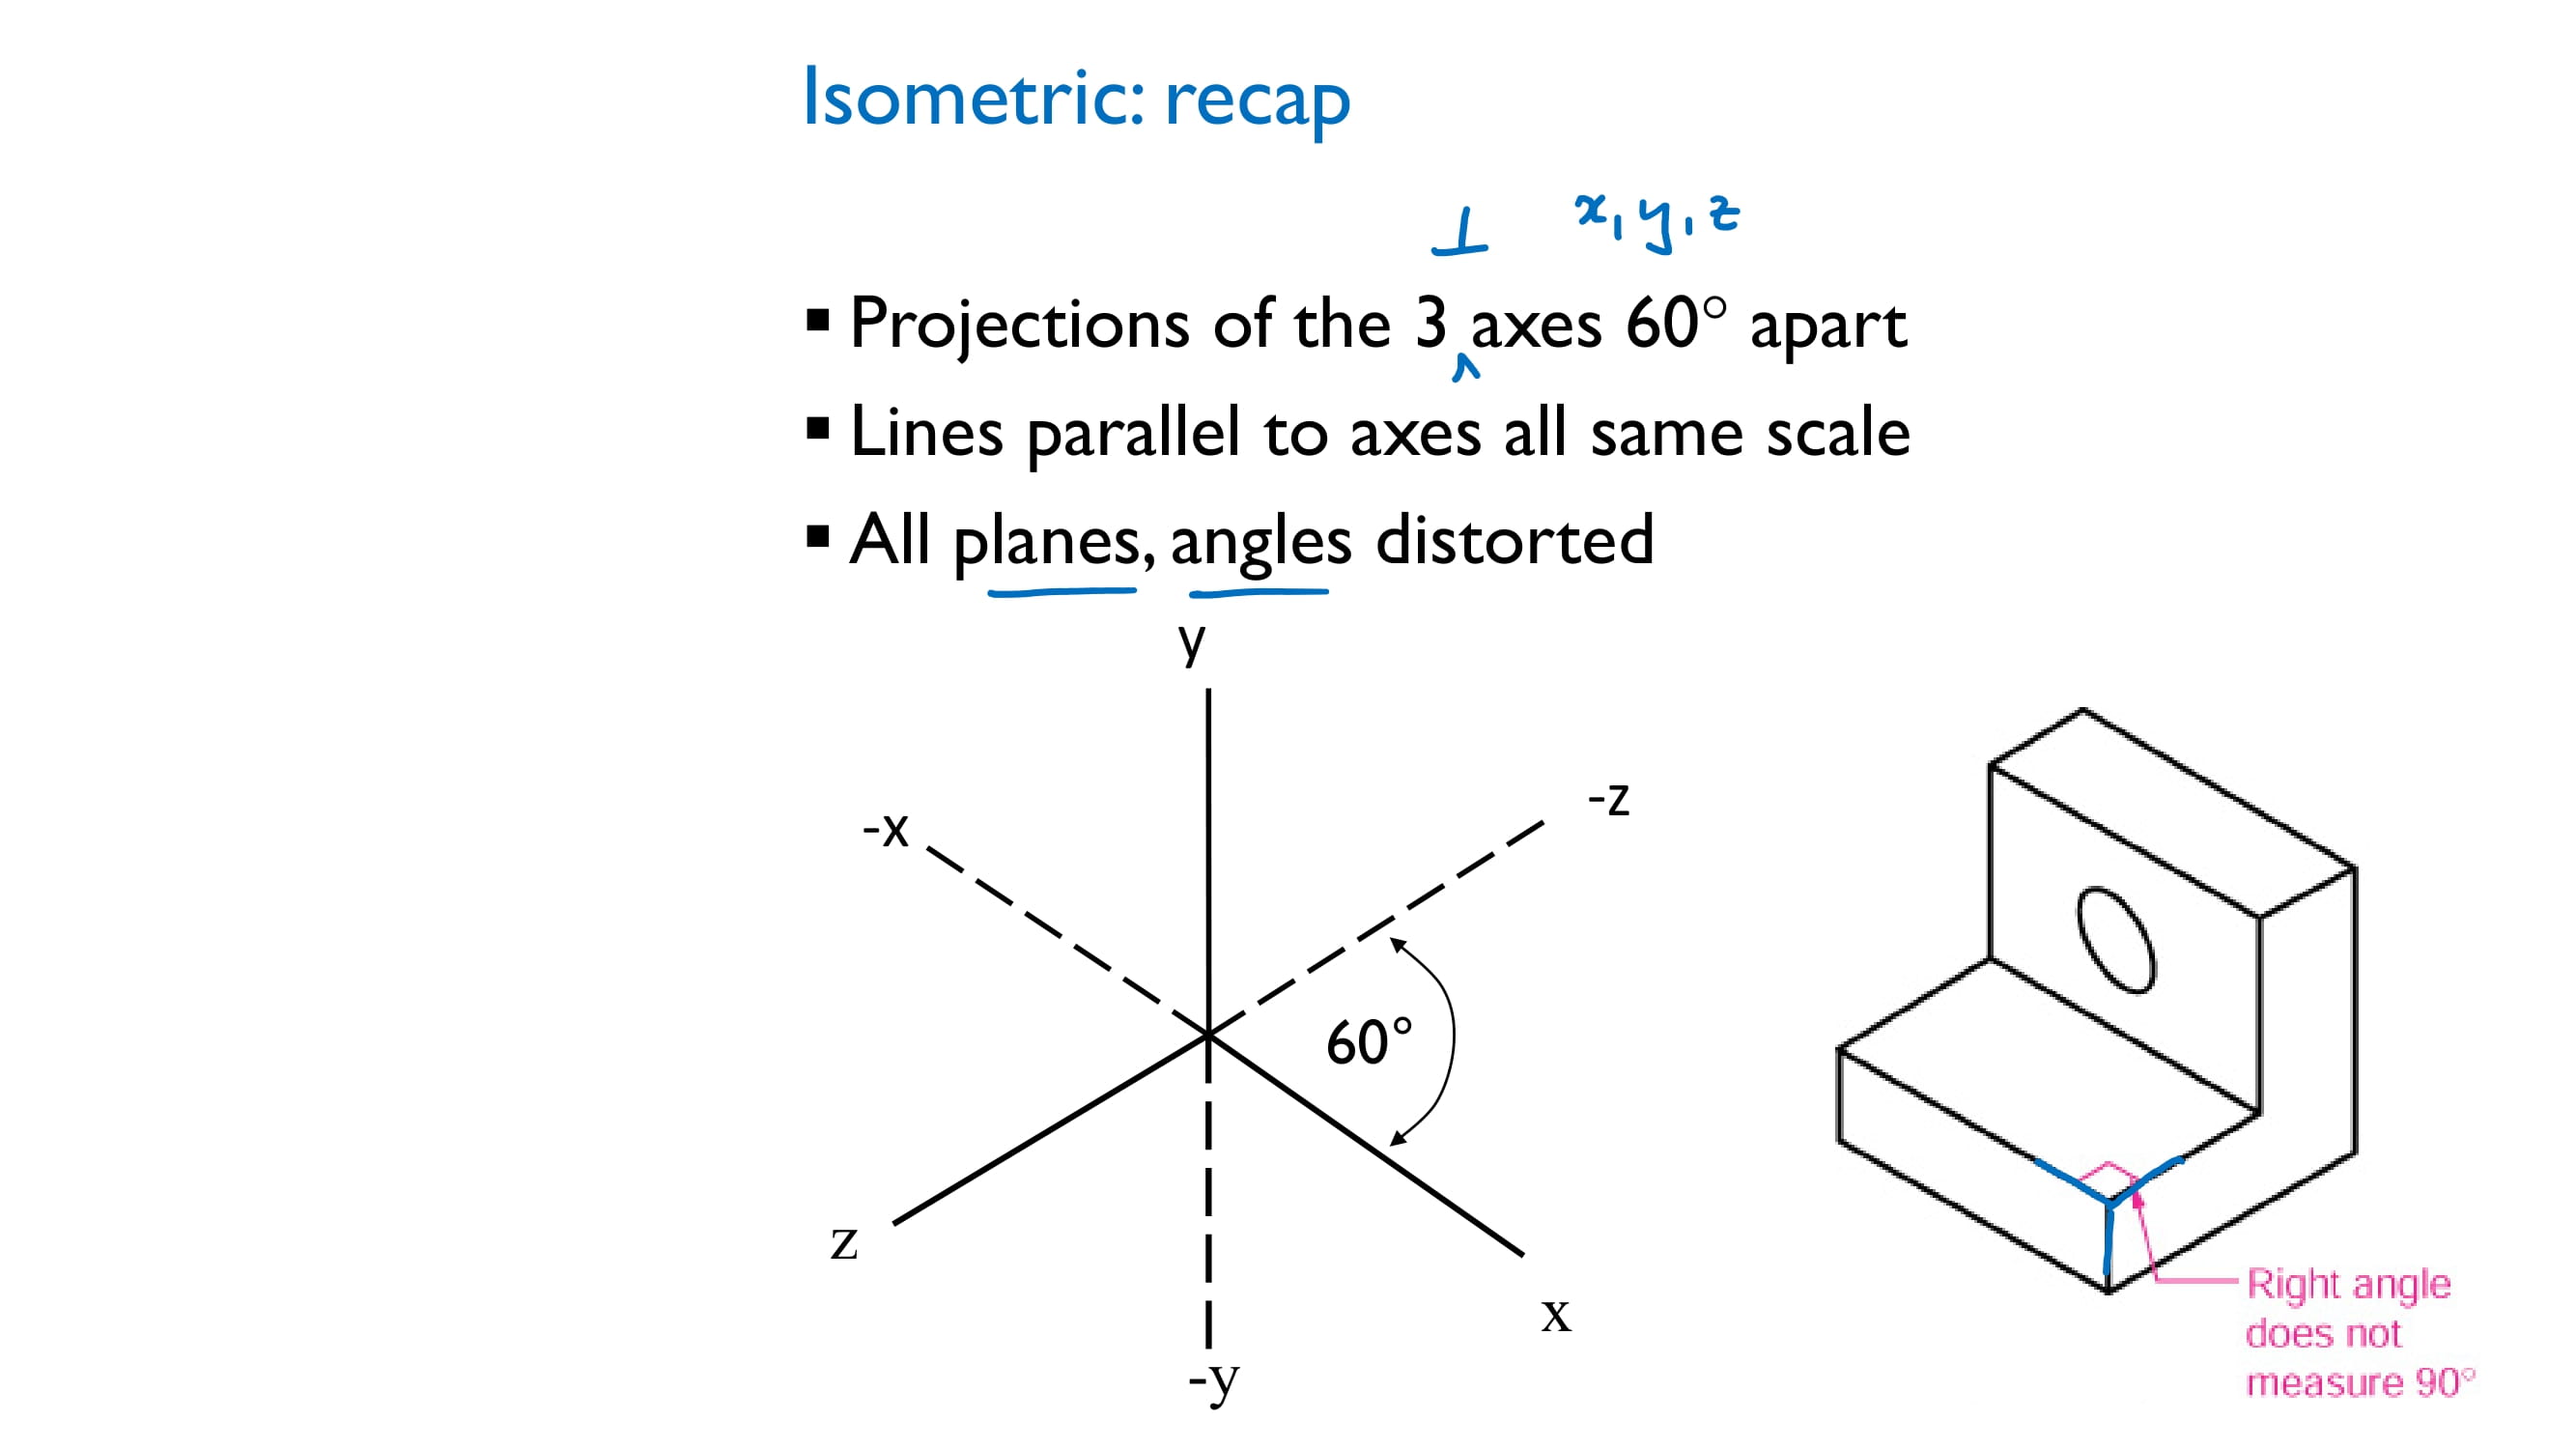 Isometric: recap
⊥ x, y, z
▪ Projections of the 3 ‸ axes 60° apart
▪ Lines parallel to axes all same scale
▪ All planes, angles distorted
y
-z
-x
60°
z
x
-y
Right angle
does not
measure 90°